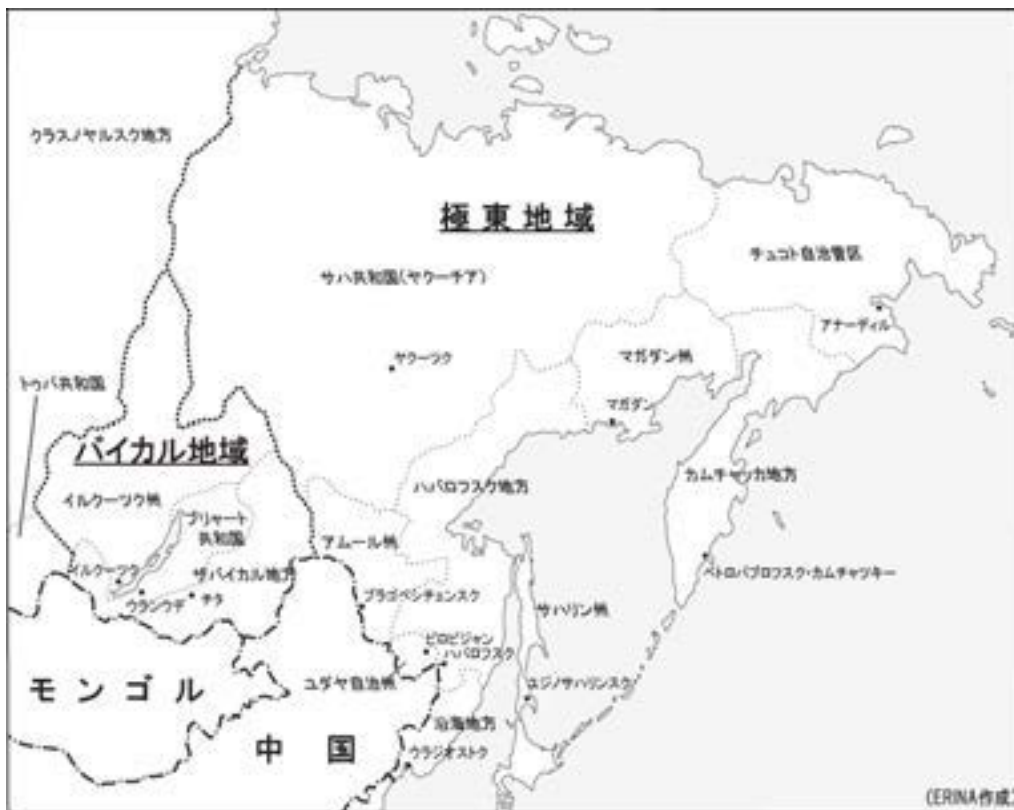 クラスノヤルスク地方
極東地域
チュコト自治管区
サハ共和国(ヤクーチア)
アナーディル
マガダン州
ヤクーツク
トゥバ共和国
マガダン
バイカル地域
カムチャッカ地方
ハバロフスク地方
イルクーツク州
ブリヤート
共和国
アムール州
イルクーツク
ザバイカル地方
ペトロパブロフスク・カムチャツキー
ウランウデ
チタ
ブラゴベシチェンスク
サハリン州
ビロビジャン
ハバロフスク
モンゴル
ユダヤ自治州
ユジノサハリンスク
沿海地方
中国
ウラジオストク
(ERINA作成)